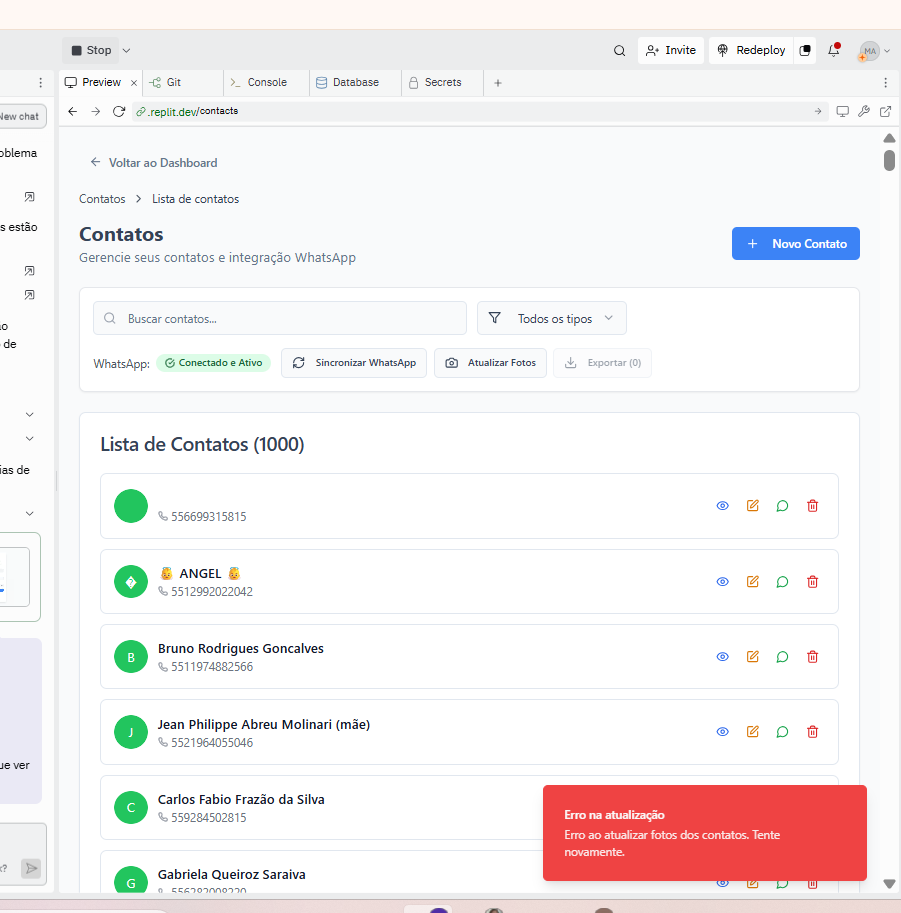 Stop
Invite
Redeploy
MA
Preview
Git
Console
Database
Secrets
New chat
.replit.dev/contacts
oblema
s estão
o
de
ias de
ue ver
?
Voltar ao Dashboard
Contatos > Lista de contatos
Contatos
Gerencie seus contatos e integração WhatsApp
+ Novo Contato
Buscar contatos...
Todos os tipos
WhatsApp:
Conectado e Ativo
Sincronizar WhatsApp
Atualizar Fotos
Exportar (0)
Lista de Contatos (1000)
556699315815
� 👼 ANGEL 👼
5512992022042
B Bruno Rodrigues Goncalves
5511974882566
J Jean Philippe Abreu Molinari (mãe)
5521964055046
C Carlos Fabio Frazão da Silva
559284502815
G Gabriela Queiroz Saraiva
Erro na atualização
Erro ao atualizar fotos dos contatos. Tente
novamente.